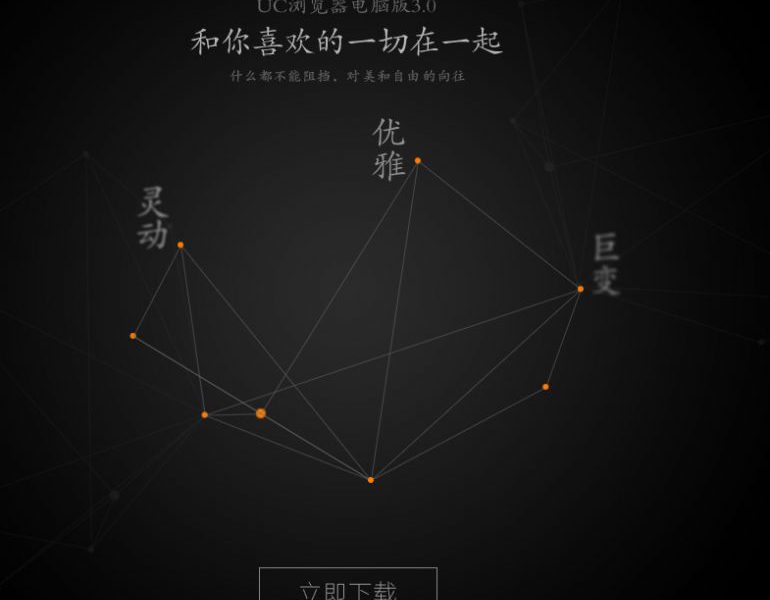 UC浏览器电脑版3.0
和你喜欢的一切在一起
什么都不能阻挡、对美和自由的向往
优雅
灵动
巨变
立即下载